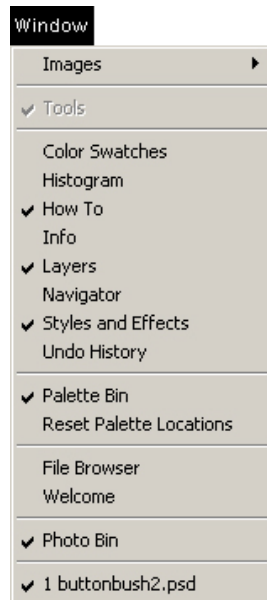 Window
Images
Tools
Color Swatches
Histogram
How To
Info
Layers
Navigator
Styles and Effects
Undo History
Palette Bin
Reset Palette Locations
File Browser
Welcome
Photo Bin
1 buttonbush2.psd